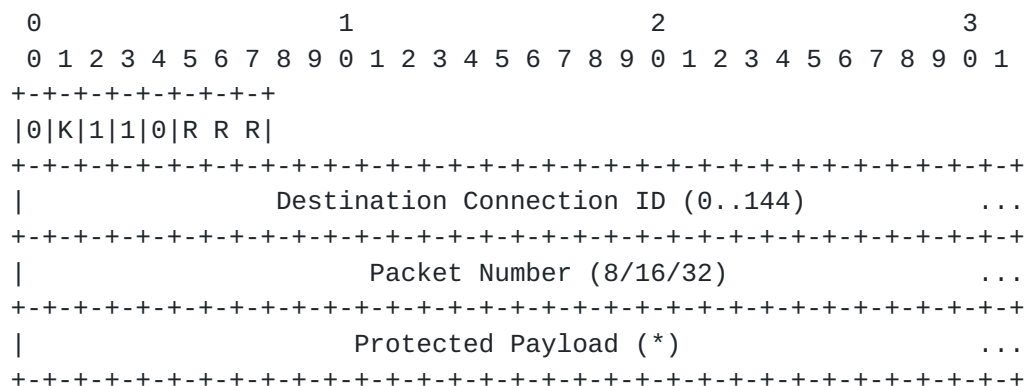 0                   1                   2                   3
 0 1 2 3 4 5 6 7 8 9 0 1 2 3 4 5 6 7 8 9 0 1 2 3 4 5 6 7 8 9 0 1
+-+-+-+-+-+-+-+-+
|0|K|1|1|0|R R R|
+-+-+-+-+-+-+-+-+-+-+-+-+-+-+-+-+-+-+-+-+-+-+-+-+-+-+-+-+-+-+-+-+
|                Destination Connection ID (0..144)           ...
+-+-+-+-+-+-+-+-+-+-+-+-+-+-+-+-+-+-+-+-+-+-+-+-+-+-+-+-+-+-+-+-+
|                      Packet Number (8/16/32)                ...
+-+-+-+-+-+-+-+-+-+-+-+-+-+-+-+-+-+-+-+-+-+-+-+-+-+-+-+-+-+-+-+-+
|                     Protected Payload (*)                   ...
+-+-+-+-+-+-+-+-+-+-+-+-+-+-+-+-+-+-+-+-+-+-+-+-+-+-+-+-+-+-+-+-+